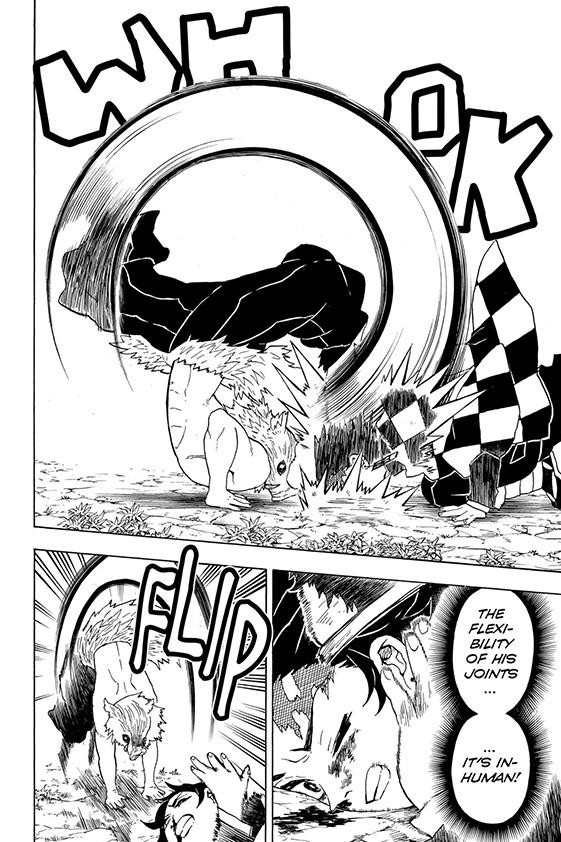 WHOK
THE
FLEXI-
BILITY
OF HIS
JOINTS
...
...
IT'S IN-
HUMAN!
FLIP